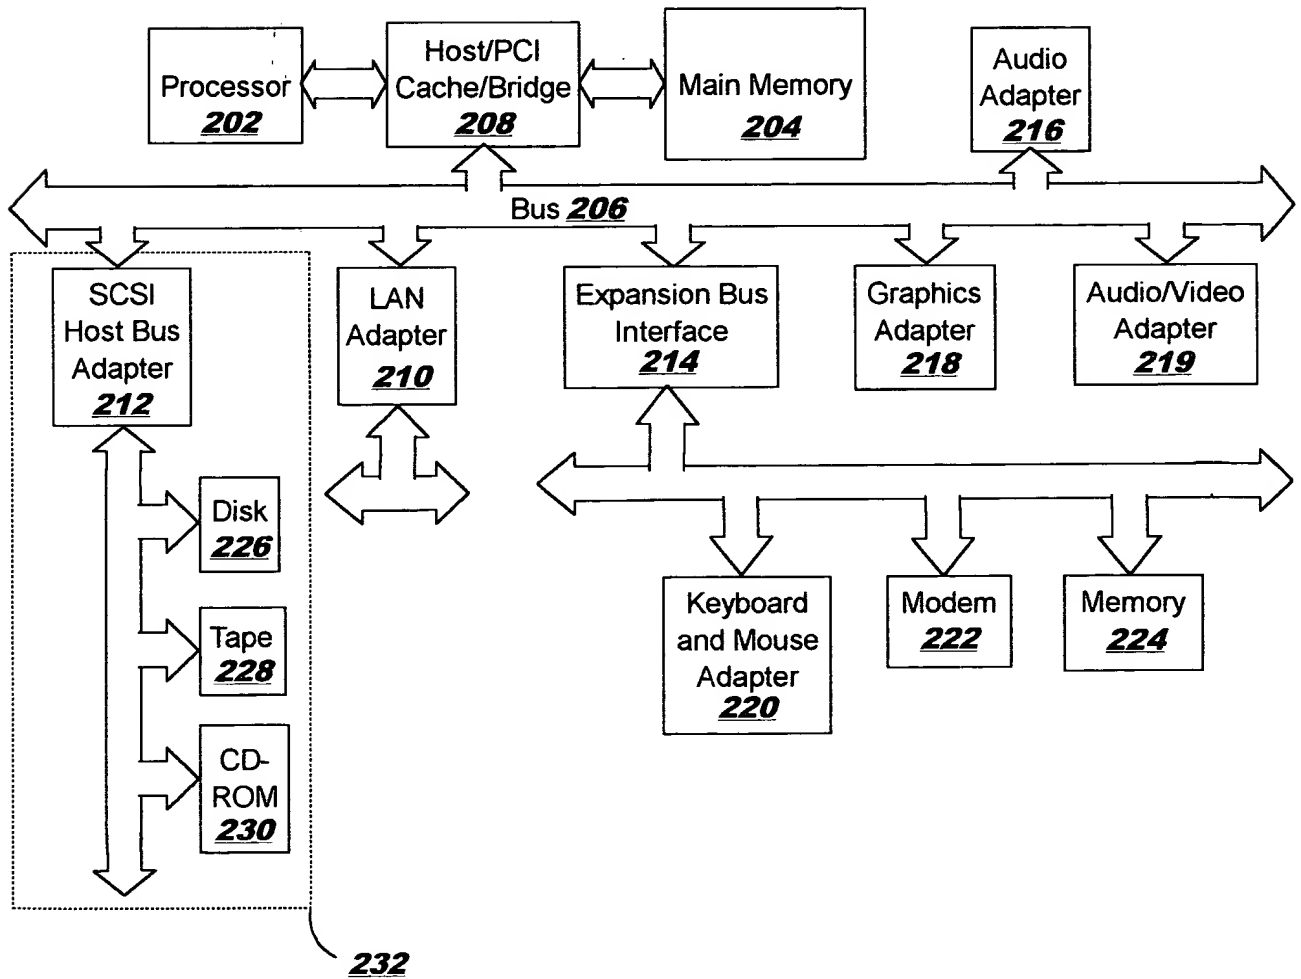 Processor
202
Host/PCI
Cache/Bridge
208
Main Memory
204
Audio
Adapter
216
Bus 206
SCSI
Host Bus
Adapter
212
LAN
Adapter
210
Expansion Bus
Interface
214
Graphics
Adapter
218
Audio/Video
Adapter
219
Disk
226
Tape
228
CD-
ROM
230
Keyboard
and Mouse
Adapter
220
Modem
222
Memory
224
232